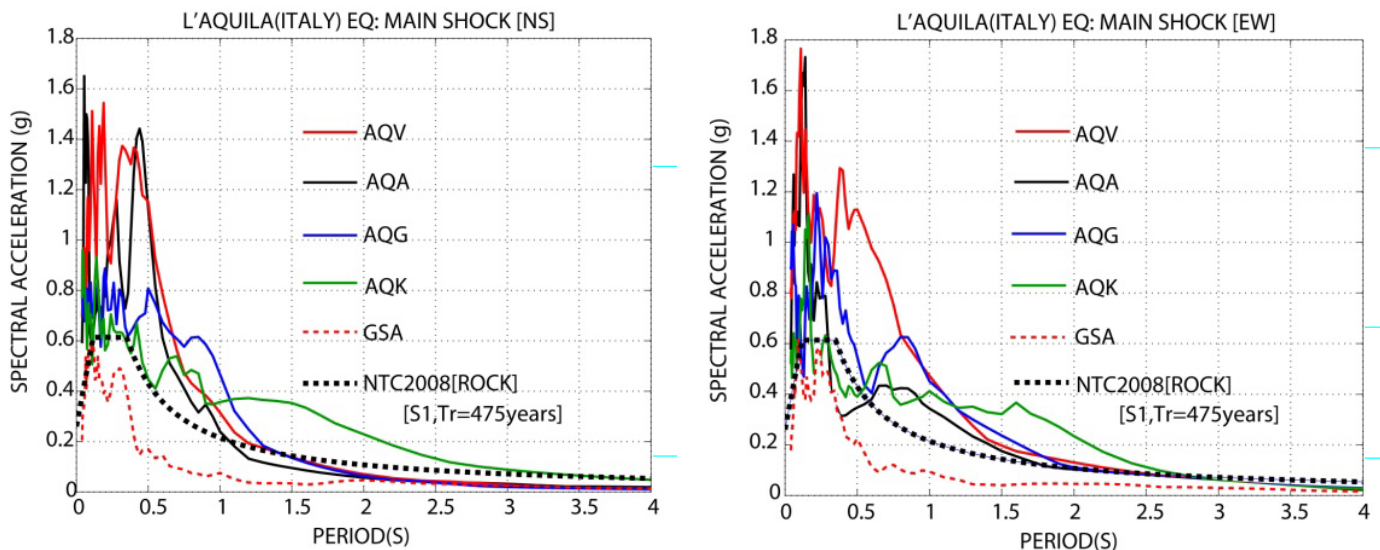 L'AQUILA(ITALY) EQ: MAIN SHOCK [NS]
SPECTRAL ACCELERATION (g)
1.8
1.6
1.4
1.2
1
0.8
0.6
0.4
0.2
0
AQV
AQA
AQG
AQK
GSA
NTC2008[ROCK]
[S1,Tr=475years]
0 0.5 1 1.5 2 2.5 3 3.5 4
PERIOD(S)
L'AQUILA(ITALY) EQ: MAIN SHOCK [EW]
SPECTRAL ACCELERATION (g)
1.8
1.6
1.4
1.2
1
0.8
0.6
0.4
0.2
0
AQV
AQA
AQG
AQK
GSA
NTC2008[ROCK]
[S1,Tr=475years]
0 0.5 1 1.5 2 2.5 3 3.5 4
PERIOD(S)